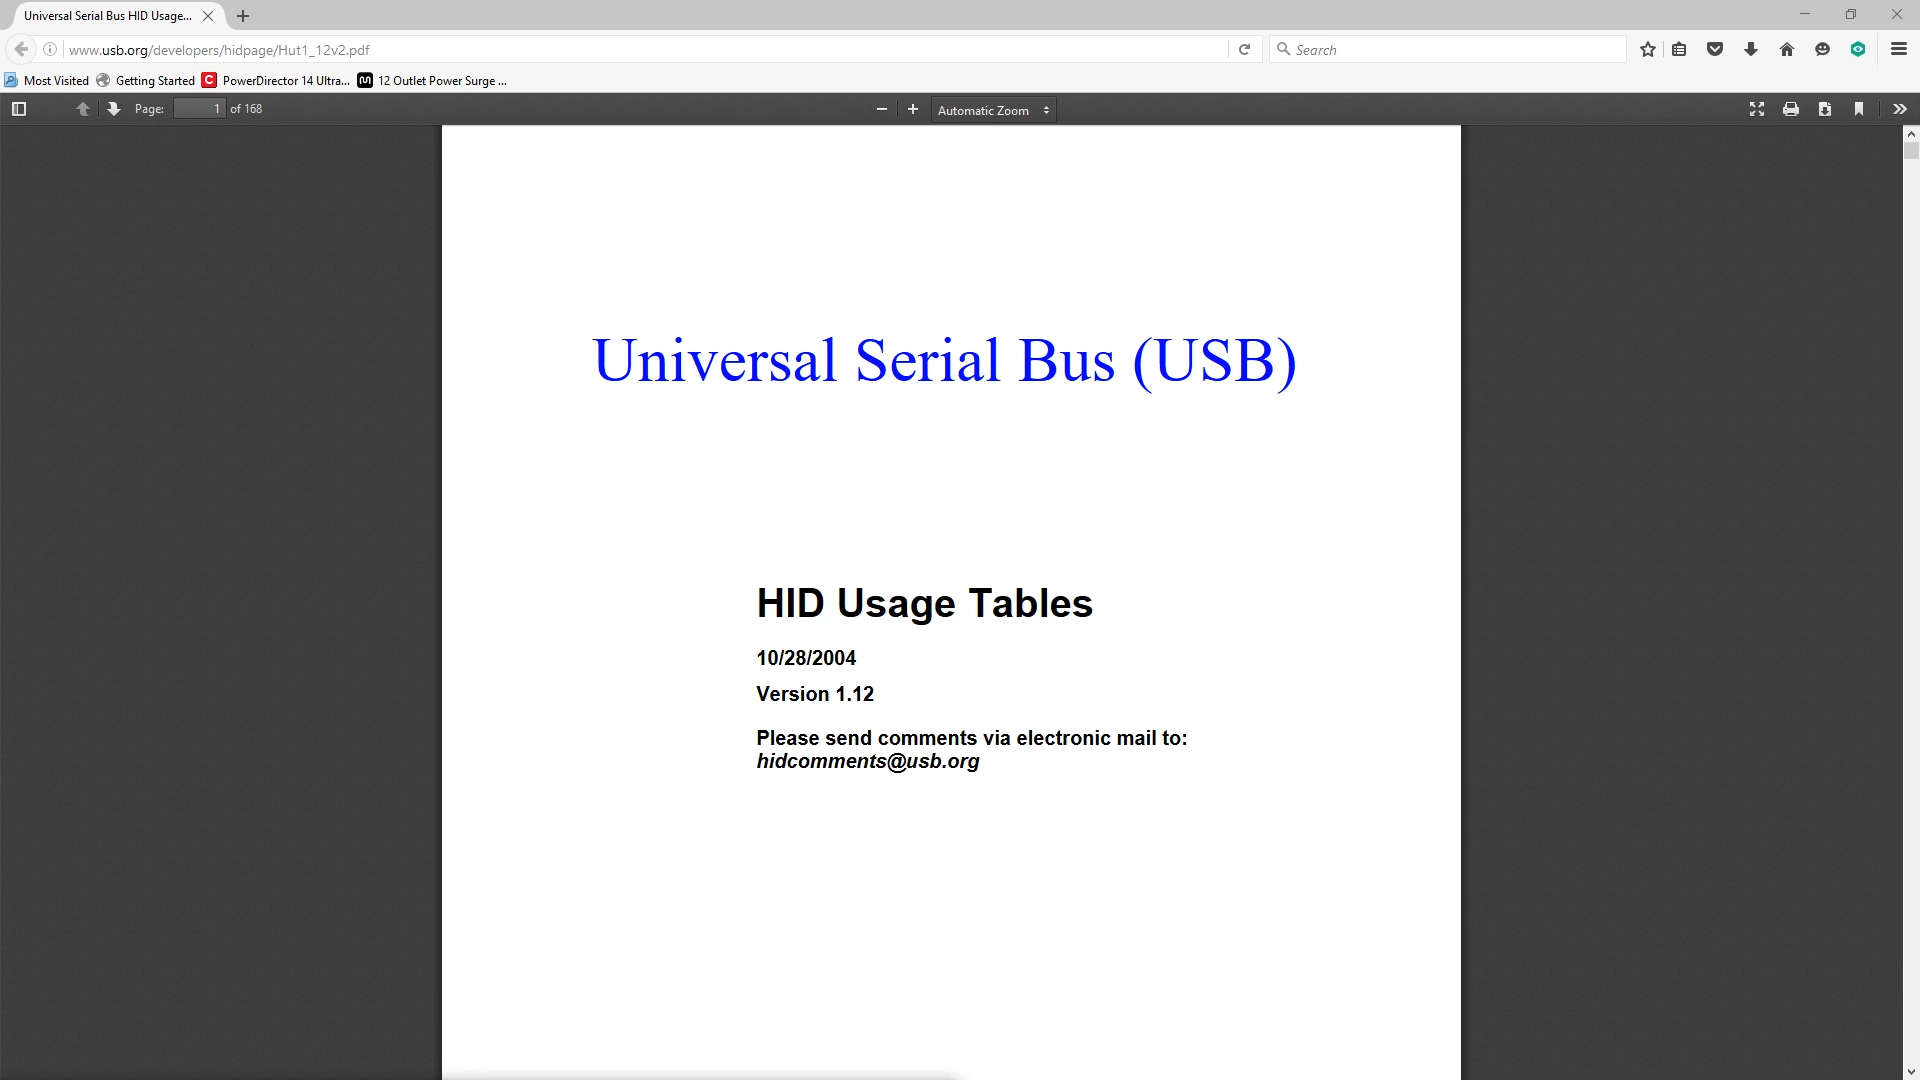 Universal Serial Bus HID Usage...
www.usb.org/developers/hidpage/Hut1_12v2.pdf
Search
Most Visited
Getting Started
PowerDirector 14 Ultra...
12 Outlet Power Surge ...
Page: 1 of 168
Automatic Zoom
Universal Serial Bus (USB)
HID Usage Tables
10/28/2004
Version 1.12
Please send comments via electronic mail to:
hidcomments@usb.org